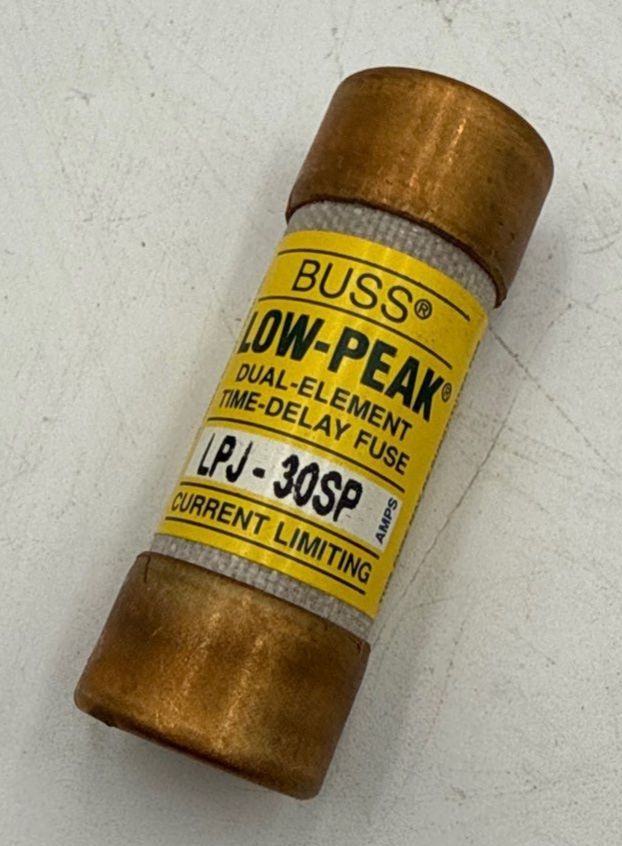 BUSS®
LOW-PEAK®
DUAL-ELEMENT
TIME-DELAY FUSE
LPJ-30SP AMPS
CURRENT LIMITING